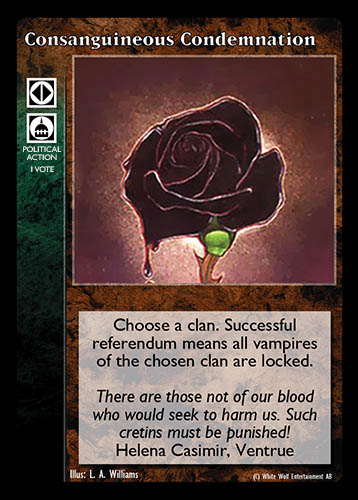 Consanguineous Condemnation
POLITICAL
ACTION
1 VOTE
Choose a clan. Successful
referendum means all vampires
of the chosen clan are locked.
There are those not of our blood
who would seek to harm us. Such
cretins must be punished!
Helena Casimir, Ventrue
Illus: L. A. Williams
(C) White Wolf Entertainment AB